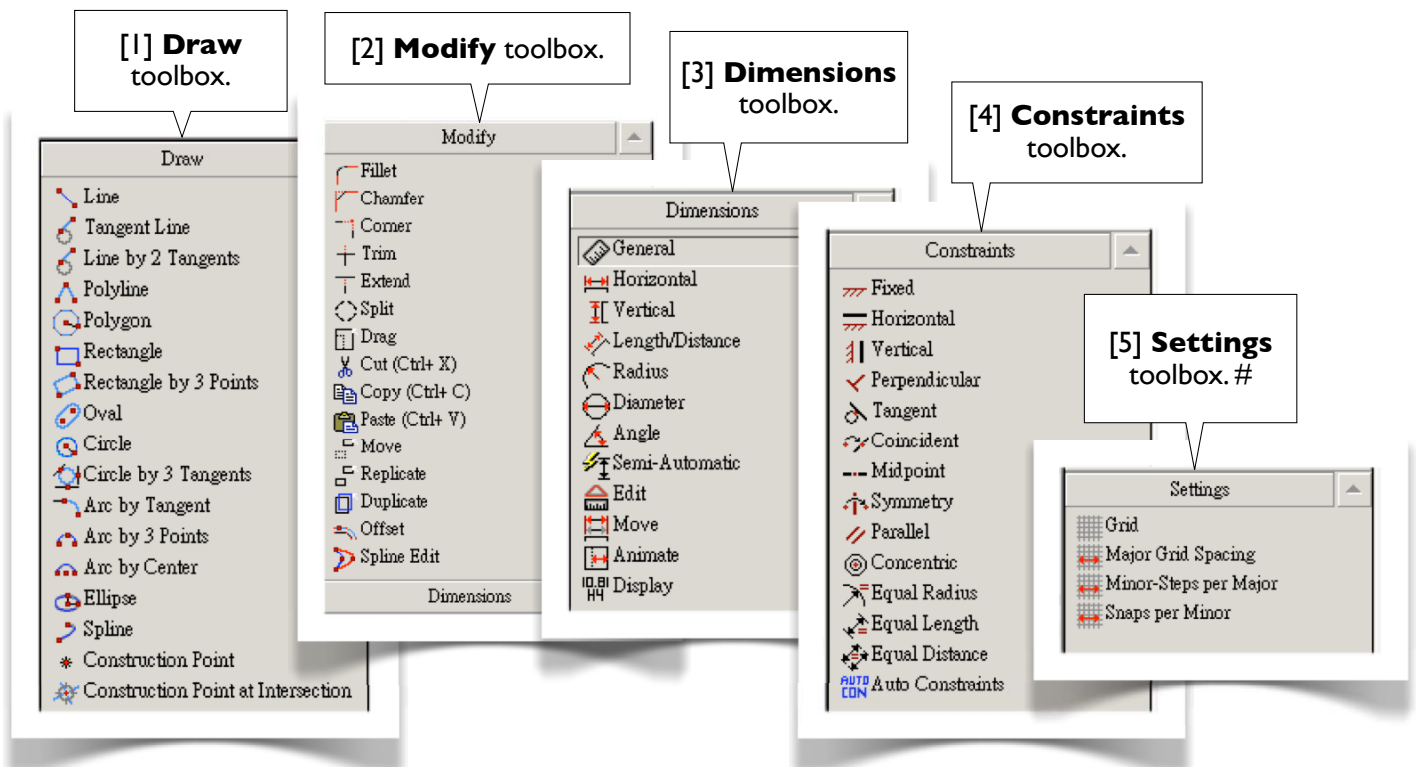 [1] Draw
toolbox.
Draw
Line
Tangent Line
Line by 2 Tangents
Polyline
Polygon
Rectangle
Rectangle by 3 Points
Oval
Circle
Circle by 3 Tangents
Arc by Tangent
Arc by 3 Points
Arc by Center
Ellipse
Spline
Construction Point
Construction Point at Intersection
[2] Modify toolbox.
Modify
Fillet
Chamfer
Corner
Trim
Extend
Split
Drag
Cut (Ctrl+ X)
Copy (Ctrl+ C)
Paste (Ctrl+ V)
Move
Replicate
Duplicate
Offset
Spline Edit
Dimensions
[3] Dimensions
toolbox.
Dimensions
General
Horizontal
Vertical
Length/Distance
Radius
Diameter
Angle
Semi-Automatic
Edit
Move
Animate
10.81
H4 Display
[4] Constraints
toolbox.
Constraints
Fixed
Horizontal
Vertical
Perpendicular
Tangent
Coincident
Midpoint
Symmetry
Parallel
Concentric
Equal Radius
Equal Length
Equal Distance
AUTO
CON Auto Constraints
[5] Settings
toolbox. #
Settings
Grid
Major Grid Spacing
Minor-Steps per Major
Snaps per Minor